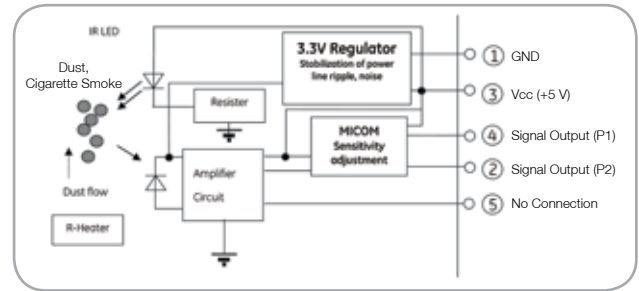 IR LED
Dust,
Cigarette Smoke
Dust flow
R-Heater
3.3V Regulator
Stabilization of power
line ripple, noise
Resister
MICOM
Sensitivity
adjustment
Amplifier
Circuit
① GND
③ Vcc (+5 V)
④ Signal Output (P1)
② Signal Output (P2)
⑤ No Connection